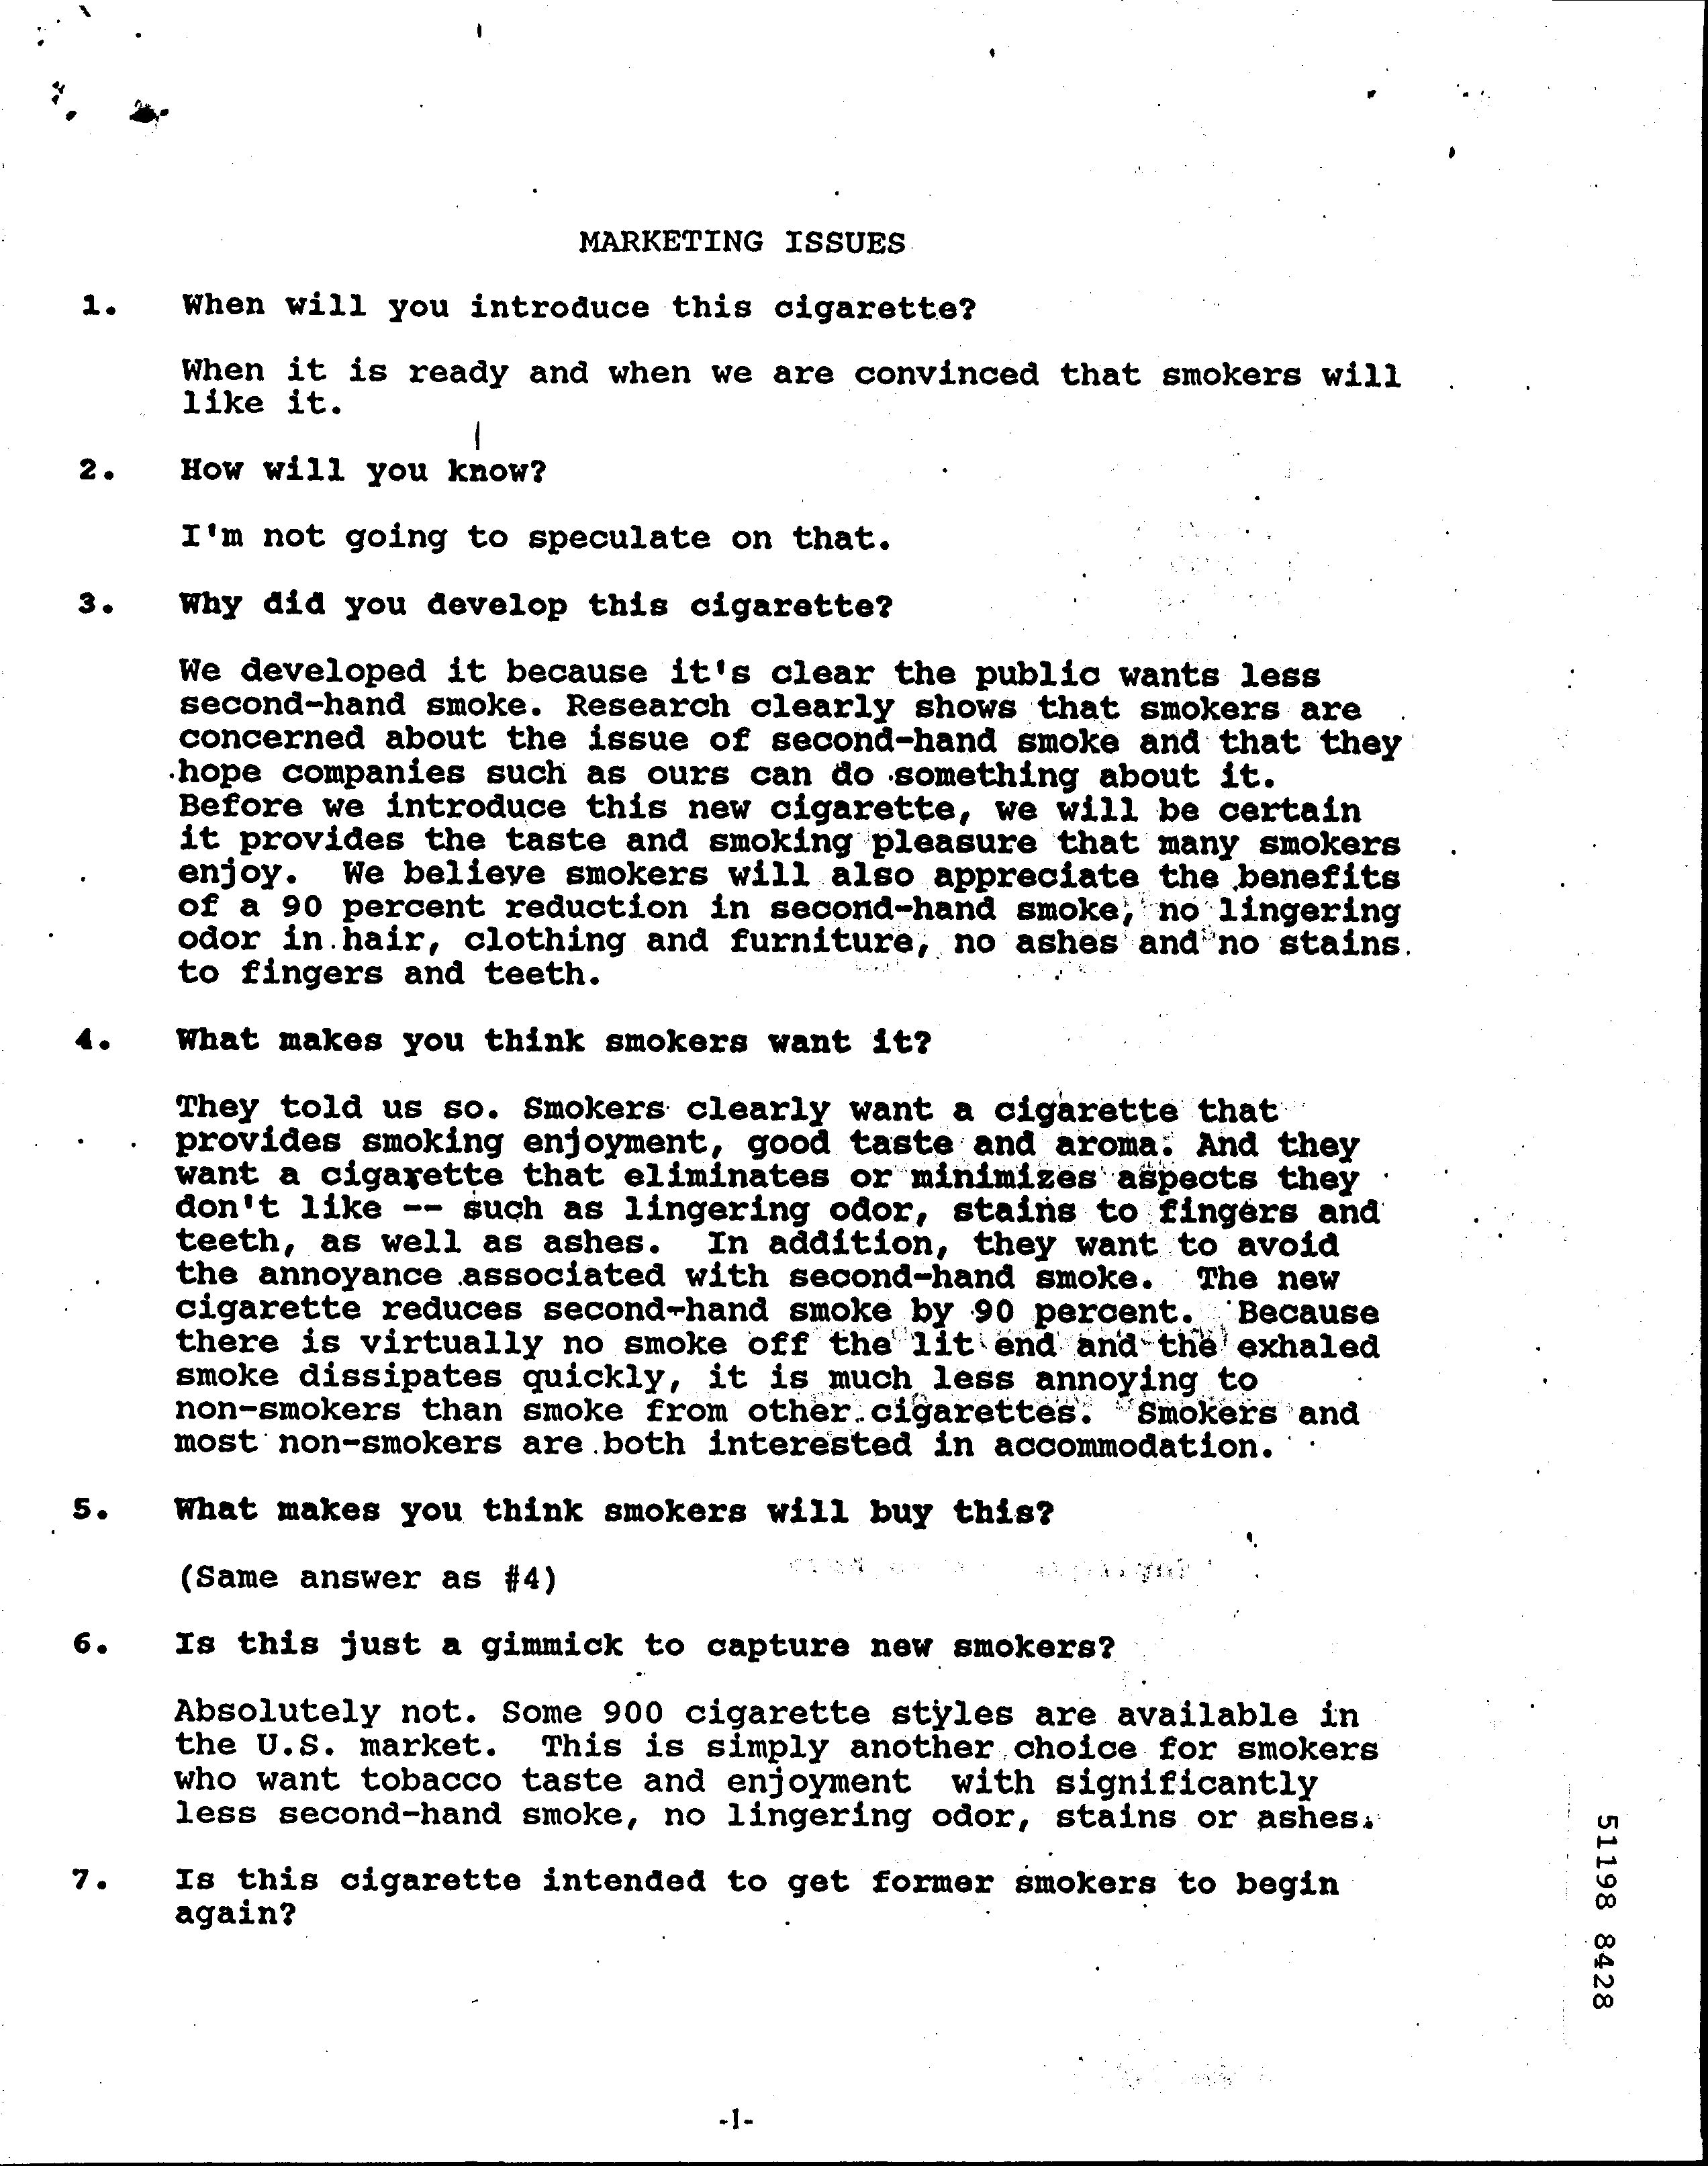 MARKETING ISSUES
1. When will you introduce this cigarette?
When it is ready and when we are convinced that smokers will
like it.
2. How will you know?
I'm not going to speculate on that.
3. Why did you develop this cigarette?
We developed it because it's clear the public wants less
second-hand smoke. Research clearly shows that smokers are
concerned about the issue of second-hand smoke and that they
hope companies such as ours can do something about it.
Before we introduce this new cigarette, we will be certain
it provides the taste and smoking pleasure that many smokers
enjoy. We believe smokers will also appreciate the benefits
of a 90 percent reduction in second-hand smoke, no lingering
odor in hair, clothing and furniture, no ashes and no stains
to fingers and teeth.
4. What makes you think smokers want it?
They told us so. Smokers clearly want a cigarette that
provides smoking enjoyment, good taste and aroma. And they
want a cigarette that eliminates or minimizes aspects they
don't like -- such as lingering odor, stains to fingers and
teeth, as well as ashes. In addition, they want to avoid
the annoyance associated with second-hand smoke. The new
cigarette reduces second-hand smoke by 90 percent. Because
there is virtually no smoke off the lit end and the exhaled
smoke dissipates quickly, it is much less annoying to
non-smokers than smoke from other cigarettes. Smokers and
most non-smokers are both interested in accommodation.
5. What makes you think smokers will buy this?
(Same answer as #4)
6. Is this just a gimmick to capture new smokers?
Absolutely not. Some 900 cigarette styles are available in
the U.S. market. This is simply another choice for smokers
who want tobacco taste and enjoyment with significantly
less second-hand smoke, no lingering odor, stains or ashes.
7. Is this cigarette intended to get former smokers to begin
again?
51198 8428
-1-